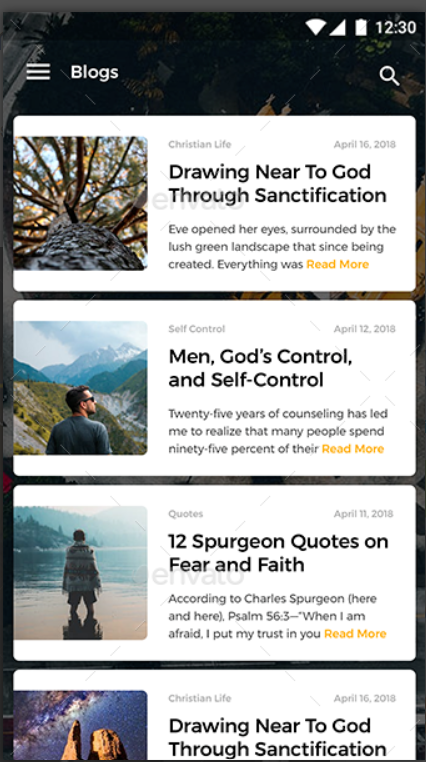 12:30
Blogs
Christian Life
April 16, 2018
Drawing Near To God
Through Sanctification
Eve opened her eyes, surrounded by the
lush green landscape that since being
created. Everything was Read More
Self Control
April 12, 2018
Men, God's Control,
and Self-Control
Twenty-five years of counseling has led
me to realize that many people spend
ninety-five percent of their Read More
Quotes
April 11, 2018
12 Spurgeon Quotes on
Fear and Faith
According to Charles Spurgeon (here
and here), Psalm 56:3—"When I am
afraid, I put my trust in you Read More
Christian Life
April 16, 2018
Drawing Near To God
Through Sanctification
envato
envato